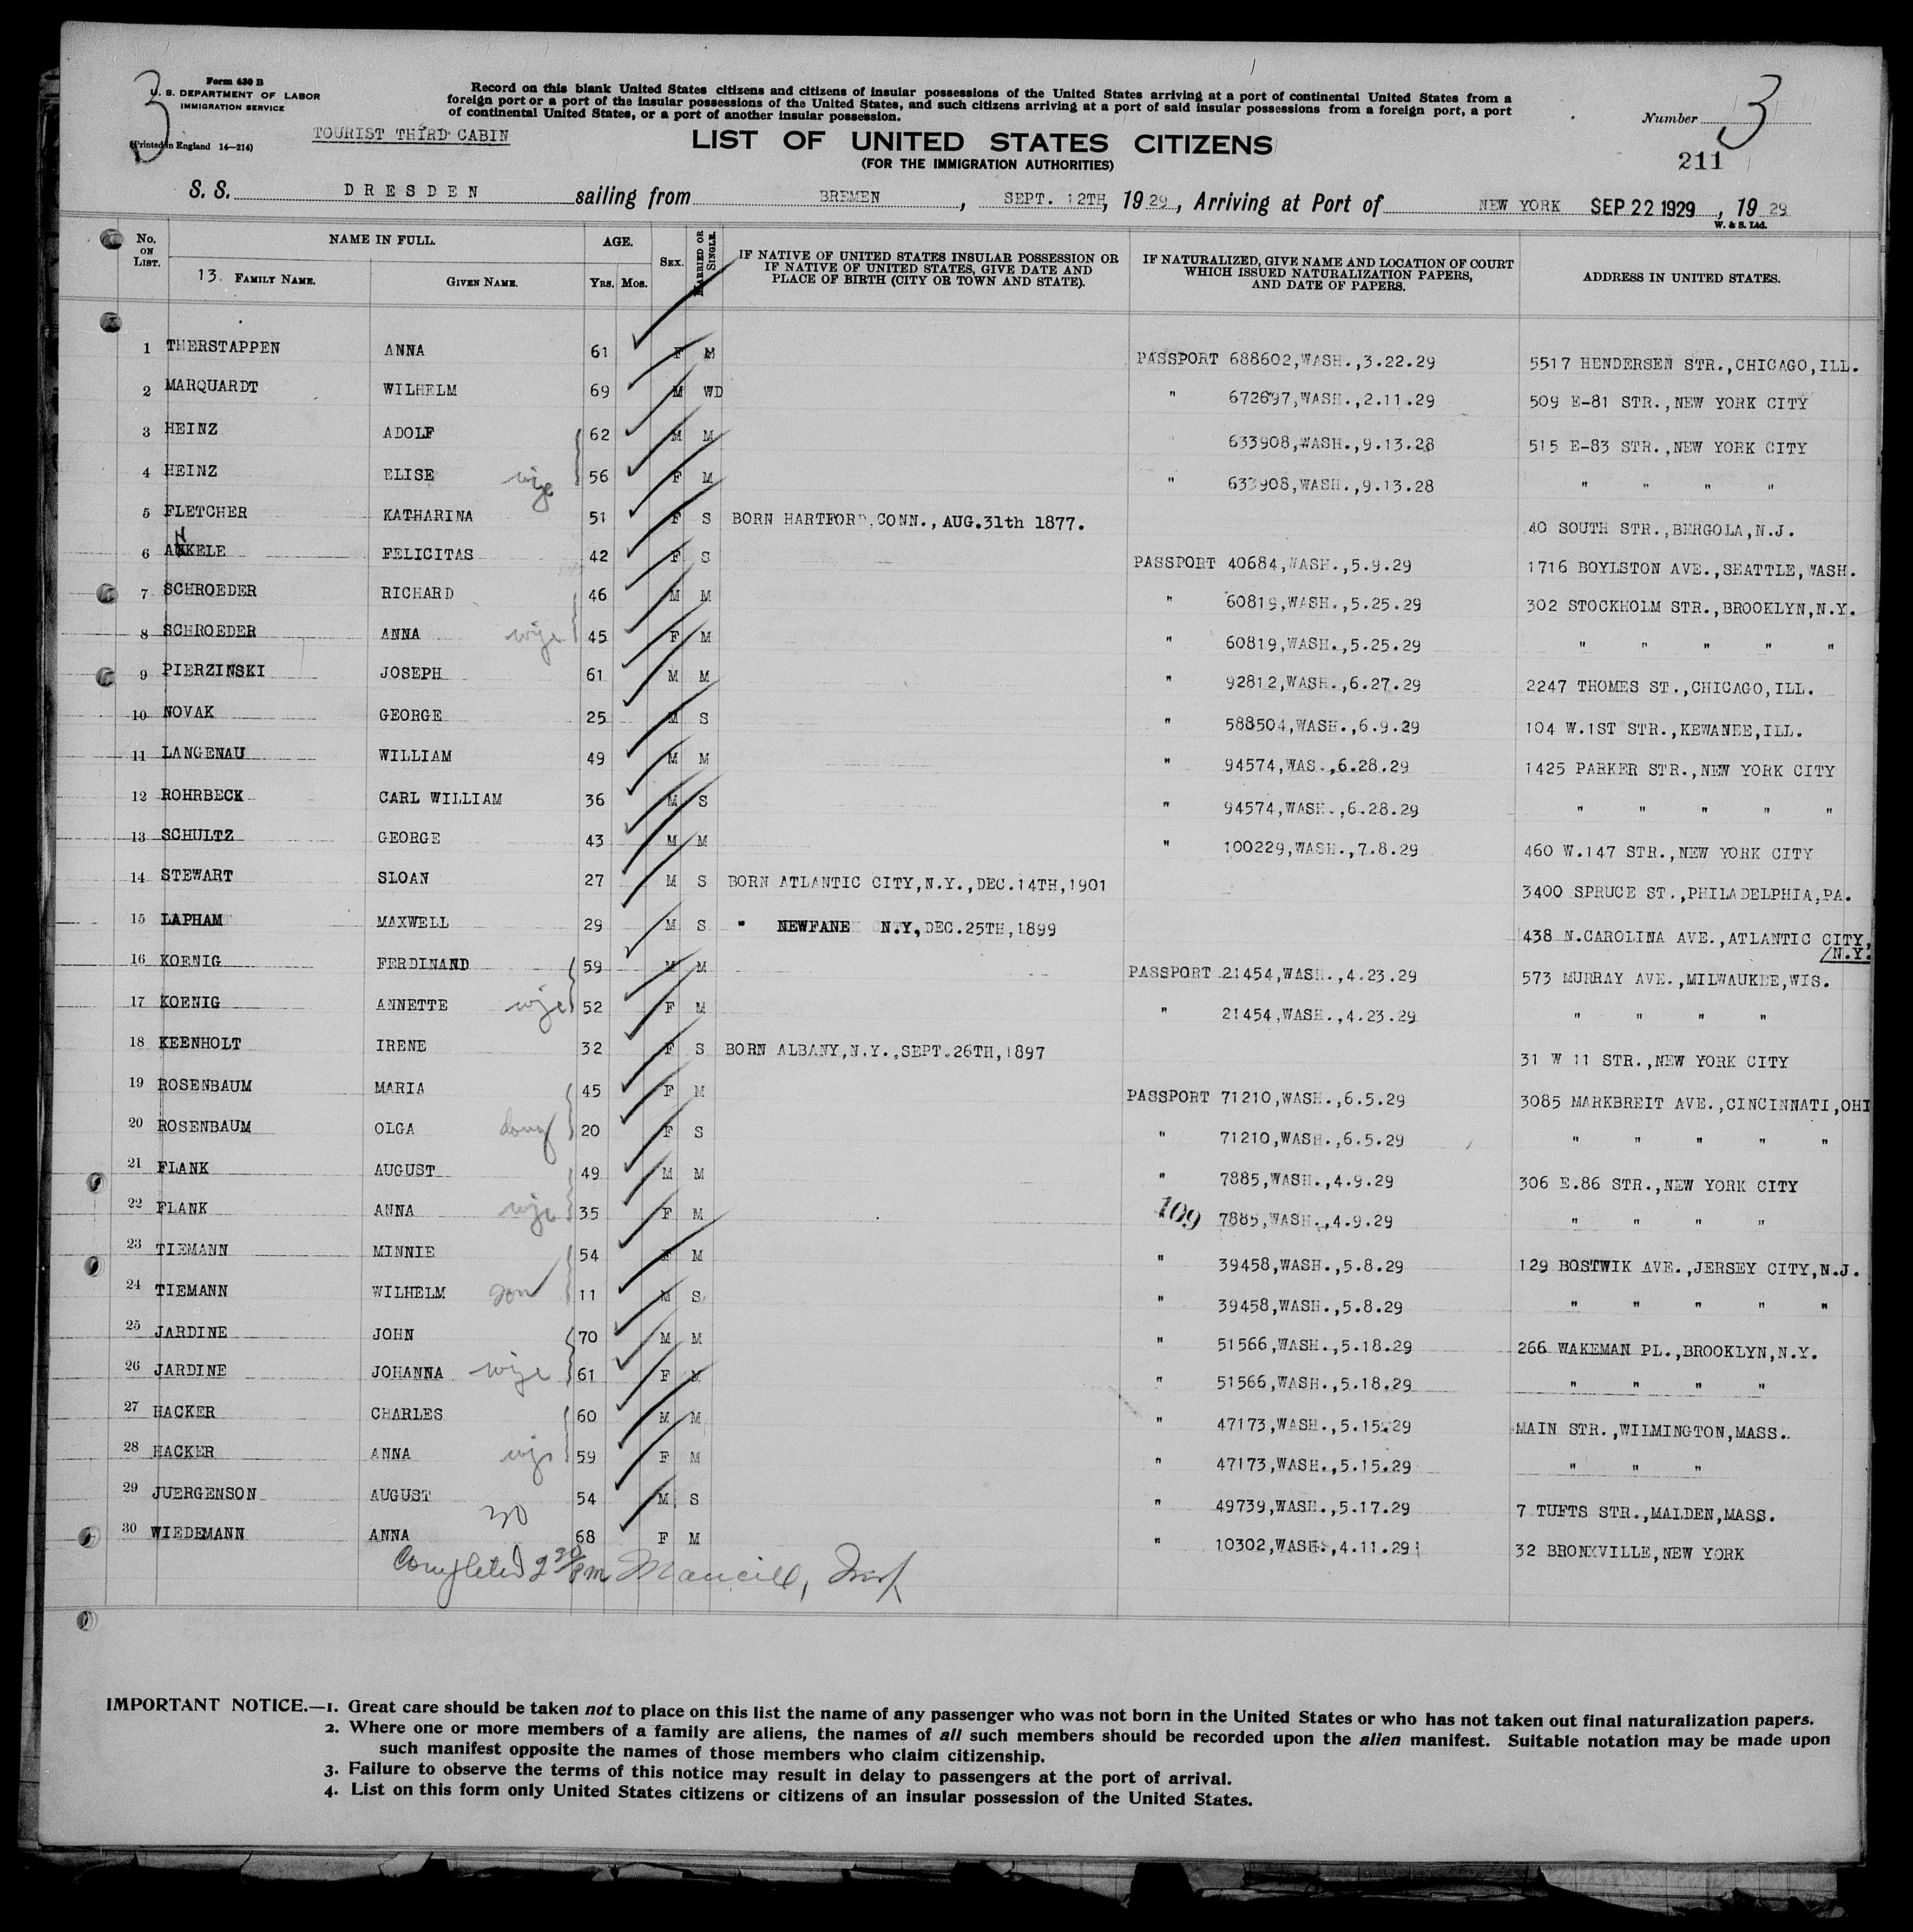 3
Form 630 B
U. S. DEPARTMENT OF LABOR
IMMIGRATION SERVICE
(Printed in England 14—214)
TOURIST THIRD CABIN
Record on this blank United States citizens and citizens of insular possessions of the United States arriving at a port of continental United States from a
foreign port or a port of the insular possessions of the United States, and such citizens arriving at a port of said insular possessions from a foreign port, a port
of continental United States, or a port of another insular possession.
LIST OF UNITED STATES CITIZENS
(FOR THE IMMIGRATION AUTHORITIES)
Number 3
211
S. S. DRESDEN sailing from BREMEN, SEPT. 12TH, 1929, Arriving at Port of NEW YORK SEP 22 1929, 1929
W. & S. Ltd.
No. ON LIST. NAME IN FULL. AGE. SEX. MARRIED OR SINGLE. IF NATIVE OF UNITED STATES INSULAR POSSESSION OR IF NATIVE OF UNITED STATES, GIVE DATE AND PLACE OF BIRTH (CITY OR TOWN AND STATE). IF NATURALIZED, GIVE NAME AND LOCATION OF COURT WHICH ISSUED NATURALIZATION PAPERS, AND DATE OF PAPERS. ADDRESS IN UNITED STATES.
13. FAMILY NAME. GIVEN NAME. YRS. MOS.
1 THERSTAPPEN ANNA 61 F M PASSPORT 688602,WASH.,3.22.29 5517 HENDERSEN STR.,CHICAGO,ILL.
2 MARQUARDT WILHELM 69 M WD " 672697,WASH.,2.11.29 509 E-81 STR.,NEW YORK CITY
3 HEINZ ADOLF 62 M M 633908,WASH.,9.13.28 515 E-83 STR.,NEW YORK CITY
4 HEINZ ELISE wife 56 F M " 633908,WASH.,9.13.28 " " " "
5 FLETCHER KATHARINA 51 F S BORN HARTFORD,CONN.,AUG.31th 1877. 40 SOUTH STR.,BERGOLA,N.J.
6 ANKELE FELICITAS 42 F S PASSPORT 40684,WASH.,5.9.29 1716 BOYLSTON AVE.,SEATTLE,WASH.
7 SCHROEDER RICHARD 46 M M " 60819,WASH.,5.25.29 302 STOCKHOLM STR.,BROOKLYN,N.Y.
8 SCHROEDER ANNA wife 45 F M " 60819,WASH.,5.25.29 " " " " "
9 PIERZINSKI JOSEPH 61 M M " 92812,WASH.,6.27.29 2247 THOMES ST.,CHICAGO,ILL.
10 NOVAK GEORGE 25 M S " 588504,WASH.,6.9.29 104 W.1ST STR.,KEWANEE,ILL.
11 LANGENAU WILLIAM 49 M M " 94574,WAS.,6.28.29 1425 PARKER STR.,NEW YORK CITY
12 ROHRBECK CARL WILLIAM 36 M S " 94574,WASH.,6.28.29 " " " " "
13 SCHULTZ GEORGE 43 M M " 100229,WASH.,7.8.29 460 W.147 STR.,NEW YORK CITY
14 STEWART SLOAN 27 M S BORN ATLANTIC CITY,N.Y.,DEC.14TH,1901 3400 SPRUCE ST.,PHILADELPHIA,PA.
15 LAPHAM MAXWELL 29 M S " NEWFANE N.Y,DEC.25TH,1899 438 N.CAROLINA AVE.,ATLANTIC CITY,
/N.Y.
16 KOENIG FERDINAND 59 M M PASSPORT 21454,WASH.,4.23.29 573 MURRAY AVE.,MILWAUKEE,WIS.
17 KOENIG ANNETTE wife 52 F M " 21454,WASH.,4.23.29 " " " "
18 KEENHOLT IRENE 32 F S BORN ALBANY,N.Y.,SEPT.26TH,1897 31 W 11 STR.,NEW YORK CITY
19 ROSENBAUM MARIA 45 F M PASSPORT 71210,WASH.,6.5.29 3085 MARKBREIT AVE.,CINCINNATI,OHI
20 ROSENBAUM OLGA 20 F S " 71210,WASH.,6.5.29 " " " " "
21 FLANK AUGUST 49 M M " 7885,WASH.,4.9.29 306 E.86 STR.,NEW YORK CITY
22 FLANK ANNA wife 35 F M 109 7885,WASH.,4.9.29 " " " "
23 TIEMANN MINNIE 54 F M " 39458,WASH.,5.8.29 129 BOSTWIK AVE.,JERSEY CITY,N.J.
24 TIEMANN WILHELM son 11 M S " 39458,WASH.,5.8.29 " " " " "
25 JARDINE JOHN 70 M M " 51566,WASH.,5.18.29 266 WAKEMAN PL.,BROOKLYN,N.Y.
26 JARDINE JOHANNA wife 61 F M " 51566,WASH.,5.18.29 " " " "
27 HACKER CHARLES 60 M M " 47173,WASH.,5.15.29 MAIN STR.,WILMINGTON,MASS.
28 HACKER ANNA wife 59 F M " 47173,WASH.,5.15.29 " " "
29 JUERGENSON AUGUST 54 M S " 49739,WASH.,5.17.29 7 TUFTS STR.,MALDEN,MASS.
30 WIEDEMANN ANNA 30 68 F M " 10302,WASH.,4.11.29 32 BRONXVILLE,NEW YORK
Completed 2 30 pm
IMPORTANT NOTICE.—1. Great care should be taken not to place on this list the name of any passenger who was not born in the United States or who has not taken out final naturalization papers.
2. Where one or more members of a family are aliens, the names of all such members should be recorded upon the alien manifest. Suitable notation may be made upon
such manifest opposite the names of those members who claim citizenship.
3. Failure to observe the terms of this notice may result in delay to passengers at the port of arrival.
4. List on this form only United States citizens or citizens of an insular possession of the United States.